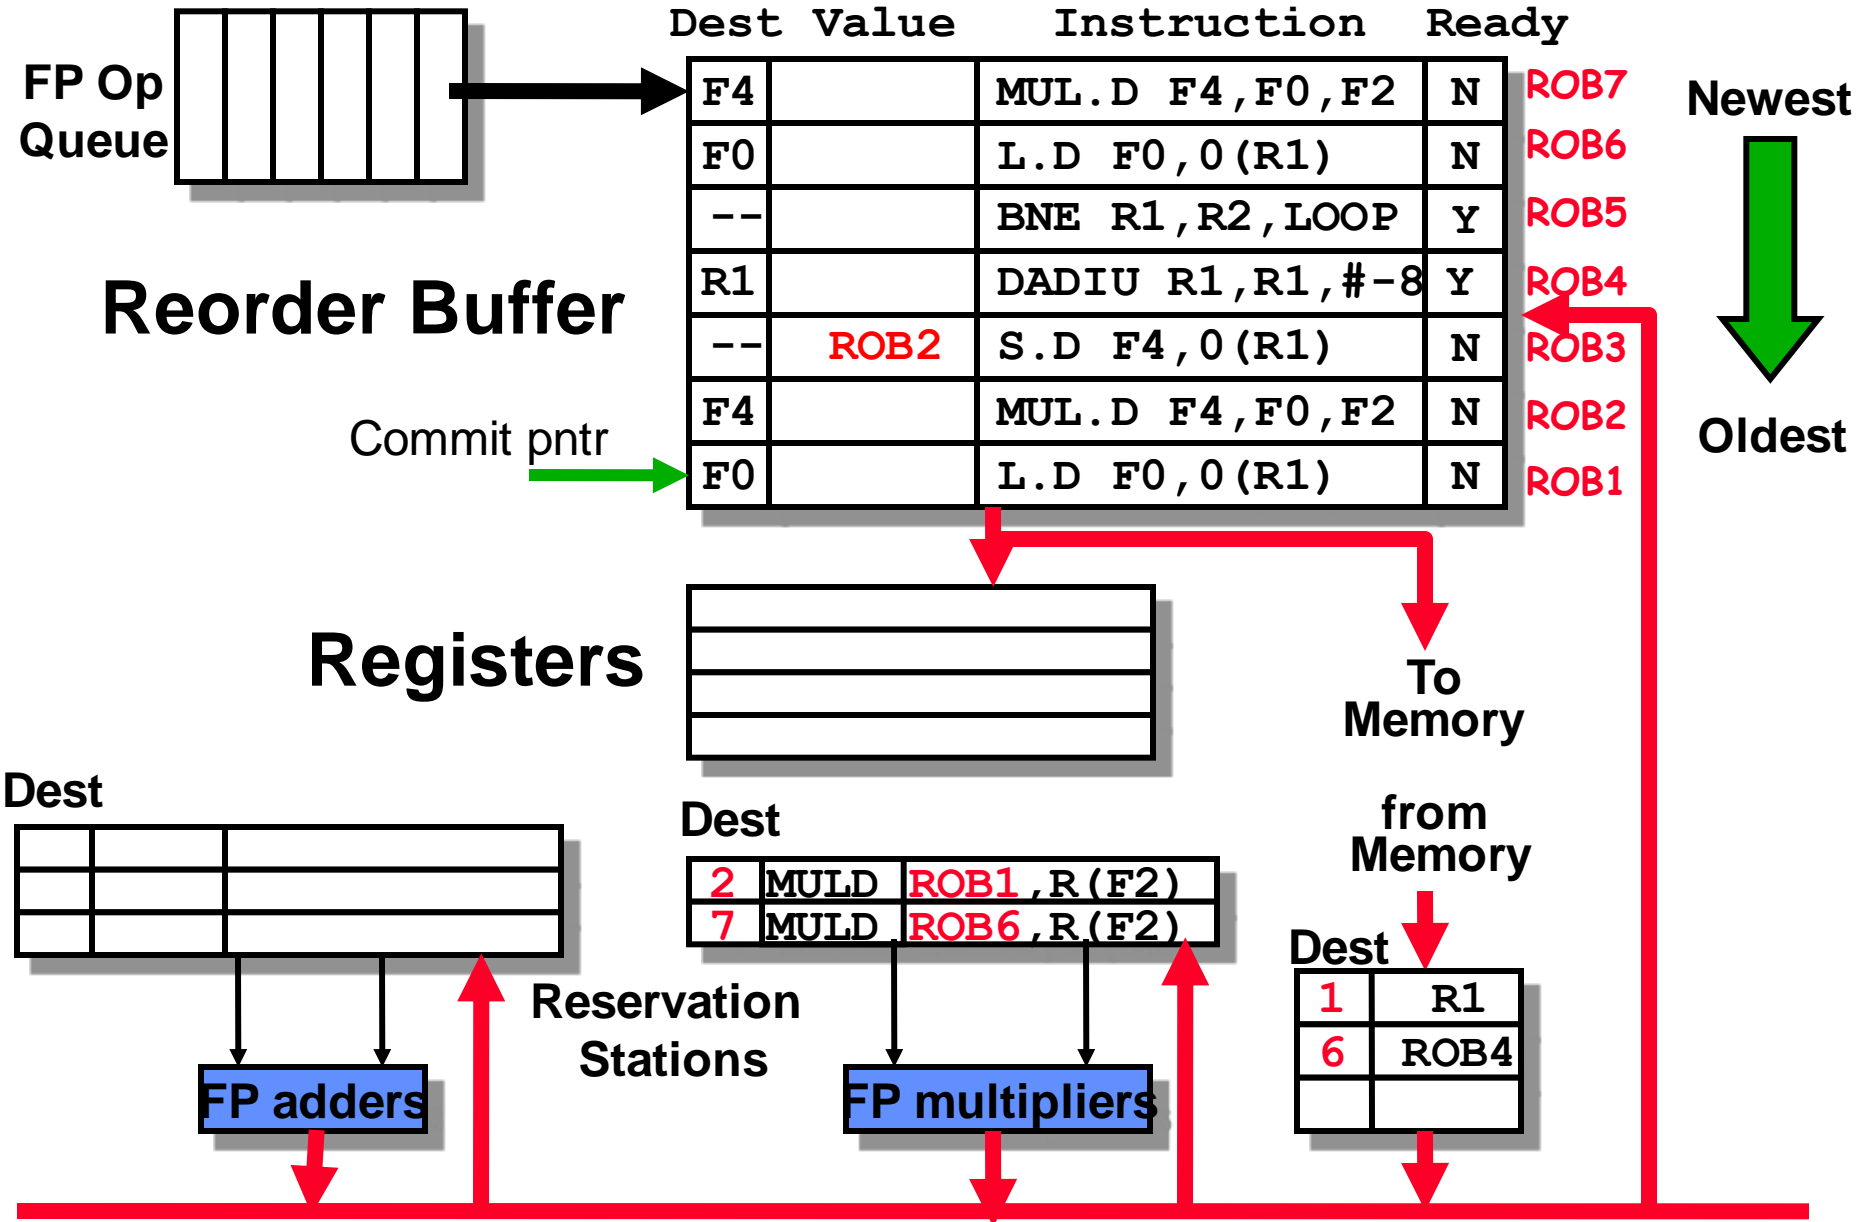 Dest Value Instruction Ready
FP Op
Queue
F4 MUL.D F4,F0,F2 N ROB7
F0 L.D F0,0(R1) N ROB6
-- BNE R1,R2,LOOP Y ROB5
R1 DADIU R1,R1,#-8 Y ROB4
-- ROB2 S.D F4,0(R1) N ROB3
F4 MUL.D F4,F0,F2 N ROB2
F0 L.D F0,0(R1) N ROB1
Newest
Oldest
Reorder Buffer
Commit pntr
Registers
To
Memory
Dest
Dest
from
Memory
2 MULD ROB1,R(F2)
7 MULD ROB6,R(F2)
Dest
1 R1
6 ROB4
Reservation
Stations
FP adders
FP multipliers